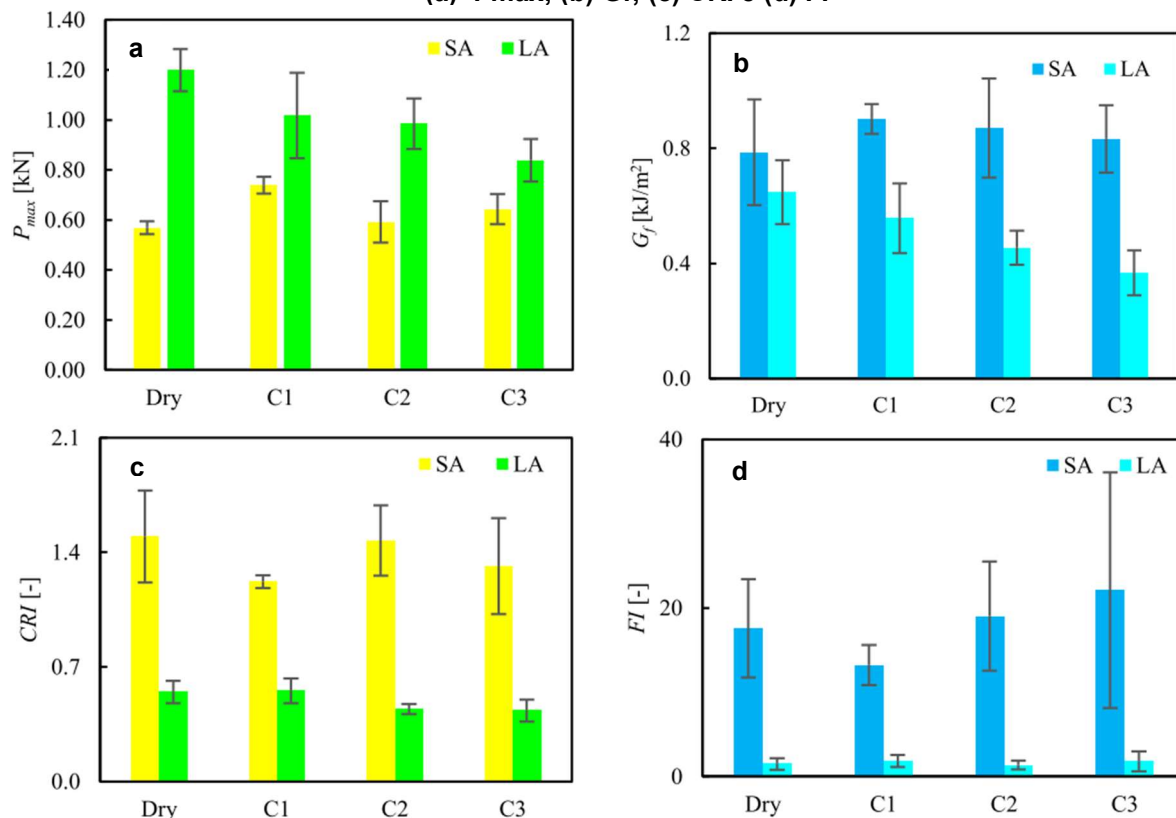 a
SA LA
1.40
1.20
1.00
0.80
0.60
0.40
0.20
0.00
P_max [kN]
Dry C1 C2 C3
b
SA LA
1.2
0.8
0.4
0.0
G_f [kJ/m²]
Dry C1 C2 C3
c
SA LA
2.1
1.4
0.7
0.0
CRI [-]
Dry C1 C2 C3
d
SA LA
40
20
0
FI [-]
Dry C1 C2 C3